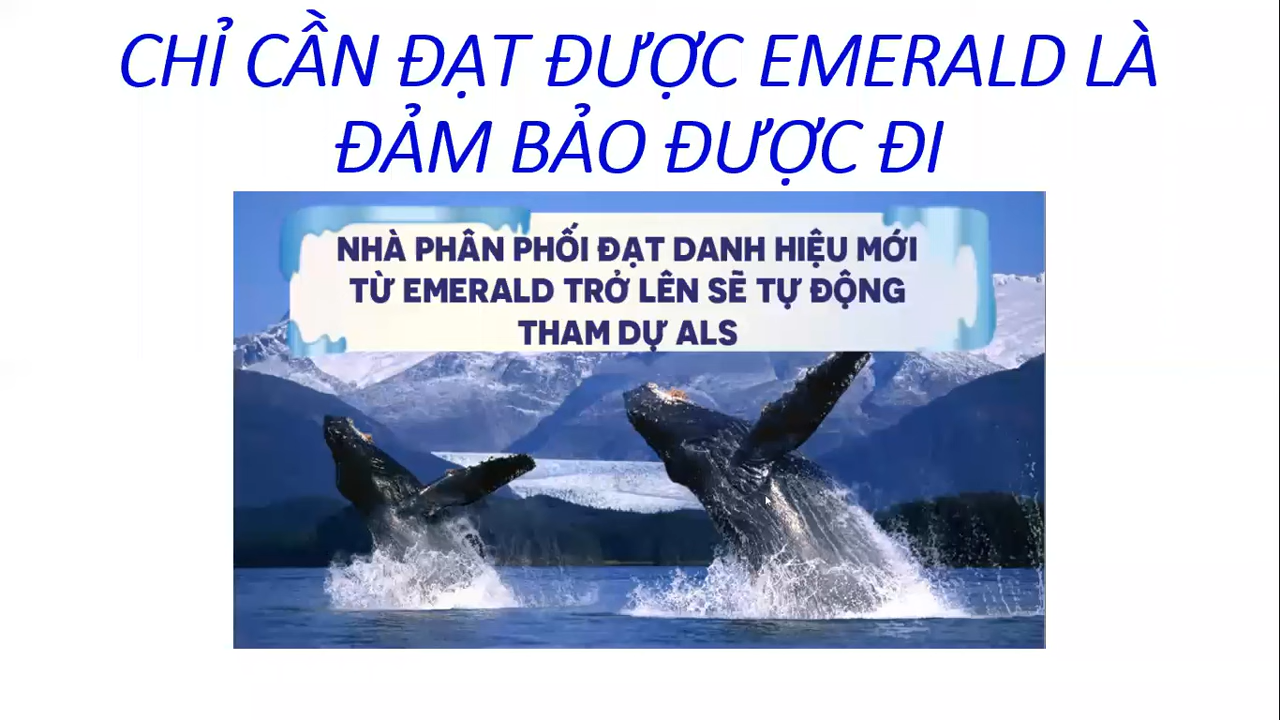 CHỈ CẦN ĐẠT ĐƯỢC EMERALD LÀ
ĐẢM BẢO ĐƯỢC ĐI
NHÀ PHÂN PHỐI ĐẠT DANH HIỆU MỚI
TỪ EMERALD TRỞ LÊN SẼ TỰ ĐỘNG
THAM DỰ ALS